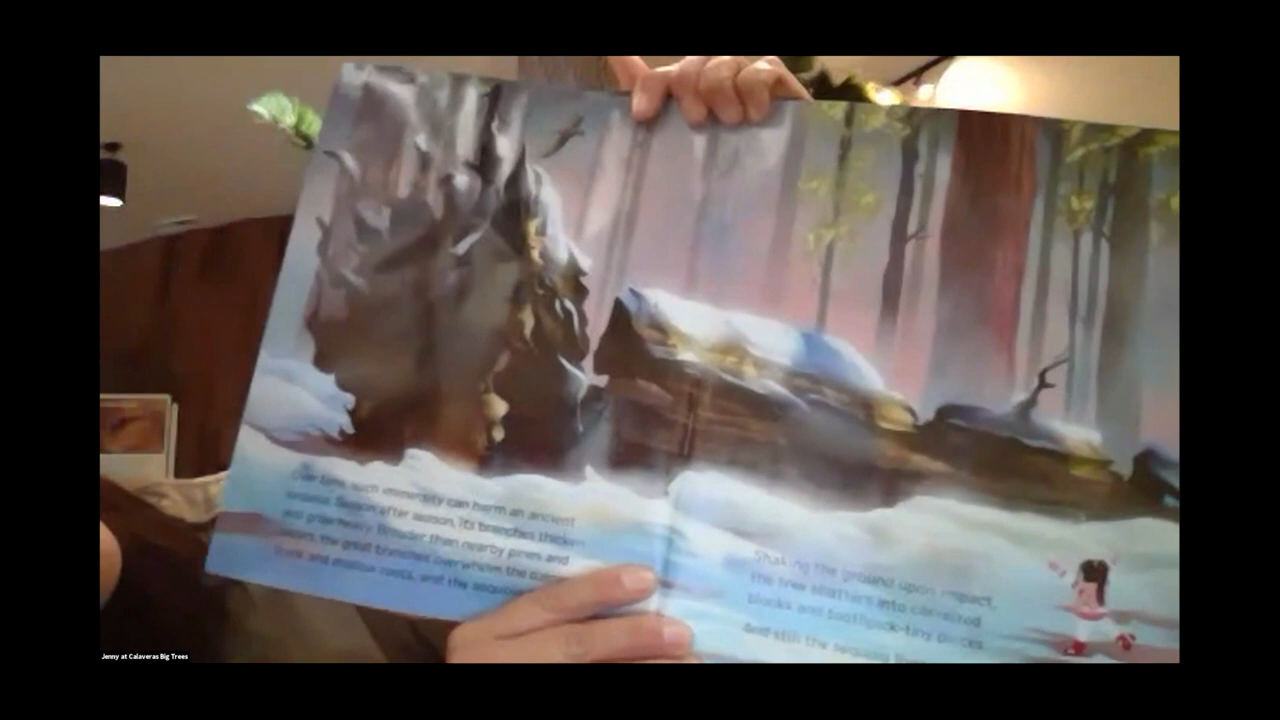 Over time, such immensity can harm an ancient
sequoia. Season after season, its branches thicken
and grow heavy. Broader than nearby pines and
the great branches overwhelm the
trunk and shallow roots, and the sequoia
Shaking the ground upon impact,
the tree shatters into
blocks and toothpick-tiny pieces.
And still the sequoia
Jenny at Calaveras Big Trees